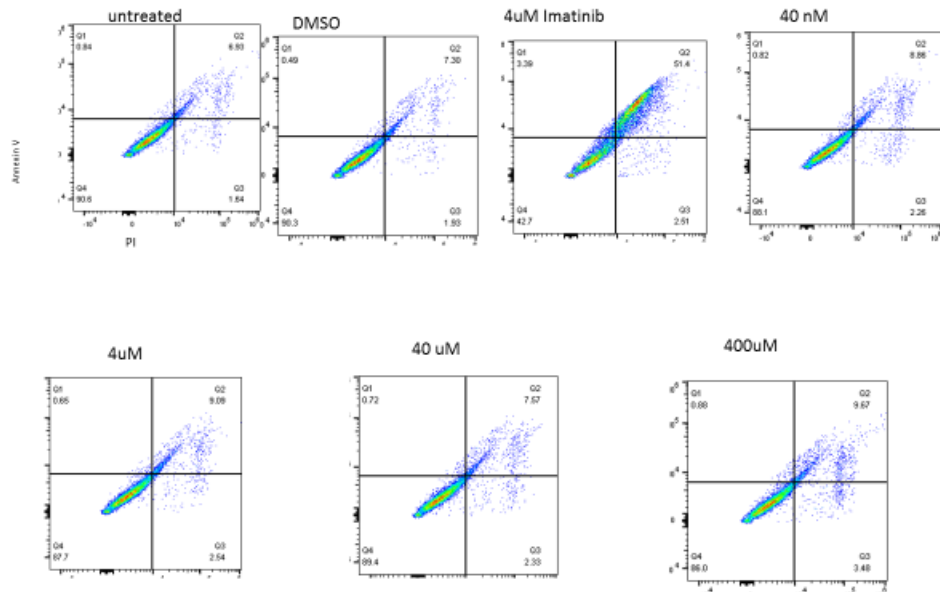 untreated
DMSO
4uM Imatinib
40 nM
Q1
0.84
Q2
6.93
Q4
90.6
Q3
1.64
Annexin V
PI
Q1
0.49
Q2
7.30
Q4
90.3
Q3
1.93
Q1
3.39
Q2
51.4
Q4
42.7
Q3
2.51
Q1
0.82
Q2
8.86
Q4
88.1
Q3
2.26
4uM
40 uM
400uM
Q1
0.65
Q2
9.09
Q4
87.7
Q3
2.54
Q1
0.72
Q2
7.57
Q4
89.4
Q3
2.33
Q1
0.88
Q2
9.67
Q4
86.0
Q3
3.48